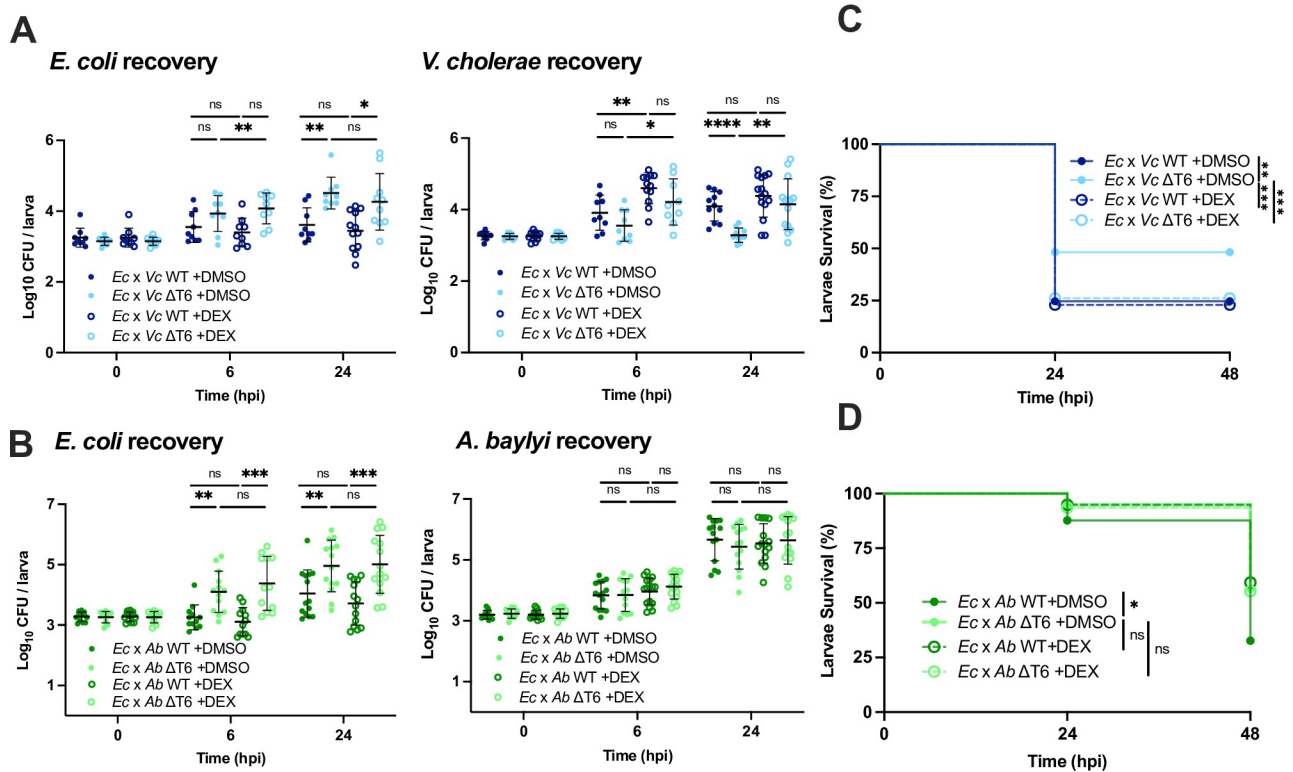 A
E. coli recovery
ns ns *
ns ns
ns ** ** ns
6
4
2
0
Log10 CFU / larva
Ec x Vc WT +DMSO
Ec x Vc ΔT6 +DMSO
Ec x Vc WT +DEX
Ec x Vc ΔT6 +DEX
0 6 24
Time (hpi)
V. cholerae recovery
** ns ns ns
ns * **** **
6
4
2
0
Log10 CFU / larva
Ec x Vc WT +DMSO
Ec x Vc ΔT6 +DMSO
Ec x Vc WT +DEX
Ec x Vc ΔT6 +DEX
0 6 24
Time (hpi)
C
100
75
50
25
0
Larvae Survival (%)
Ec x Vc WT +DMSO
Ec x Vc ΔT6 +DMSO
Ec x Vc WT +DEX
Ec x Vc ΔT6 +DEX
**
***
***
0 24 48
Time (hpi)
B
E. coli recovery
ns *** ns ***
** ns ** ns
7
5
3
1
Log10 CFU / larva
Ec x Ab WT +DMSO
Ec x Ab ΔT6 +DMSO
Ec x Ab WT +DEX
Ec x Ab ΔT6 +DEX
0 6 24
Time (hpi)
A. baylyi recovery
ns ns ns ns
ns ns ns ns
7
5
3
1
Log10 CFU / larva
Ec x Ab WT +DMSO
Ec x Ab ΔT6 +DMSO
Ec x Ab WT +DEX
Ec x Ab ΔT6 +DEX
0 6 24
Time (hpi)
D
100
75
50
25
0
Larvae Survival (%)
Ec x Ab WT+DMSO
Ec x Ab ΔT6 +DMSO
Ec x Ab WT+DEX
Ec x Ab ΔT6 +DEX
*
ns
ns
0 24 48
Time (hpi)